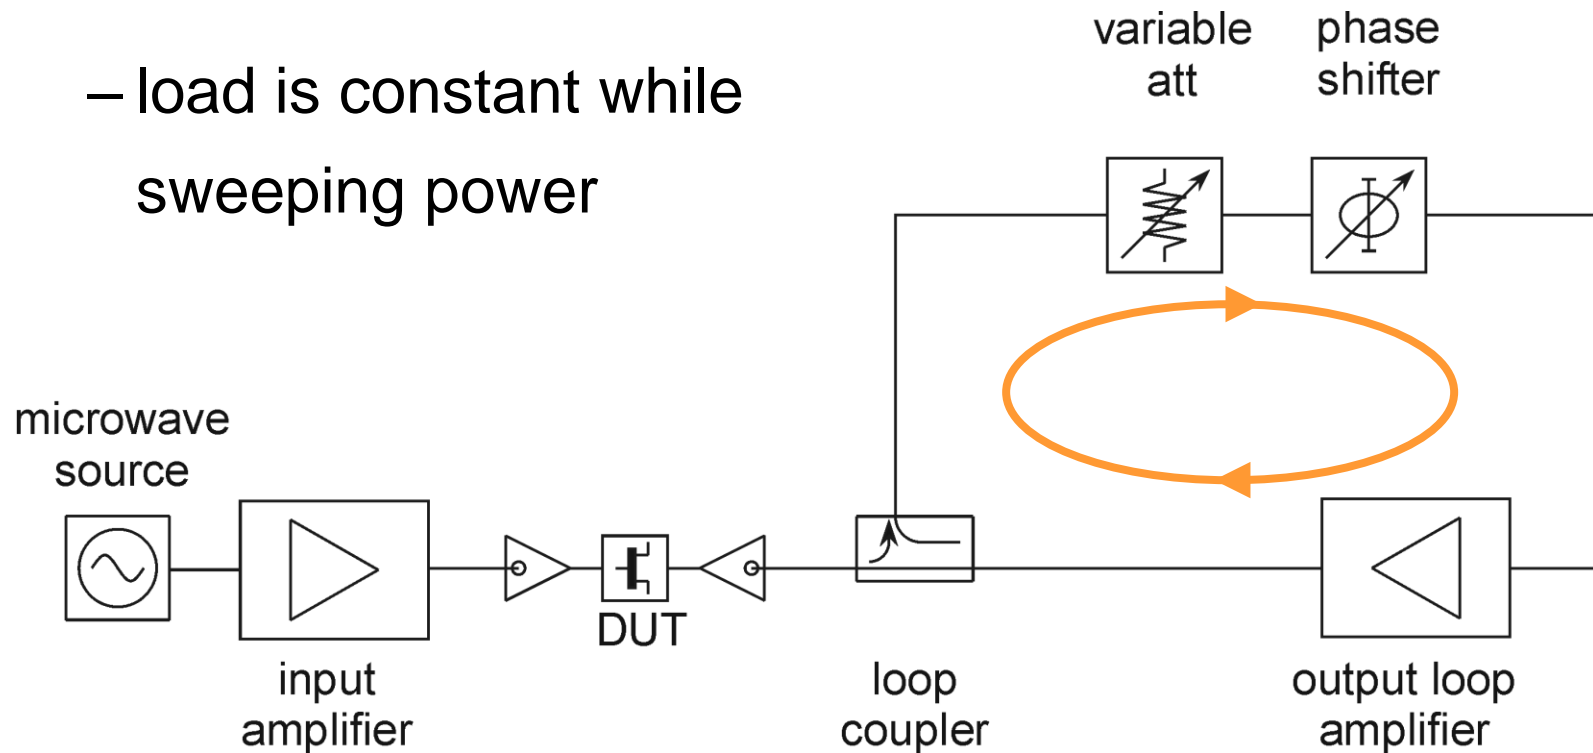 – load is constant while
sweeping power
variable
att
phase
shifter
microwave
source
input
amplifier
DUT
loop
coupler
output loop
amplifier